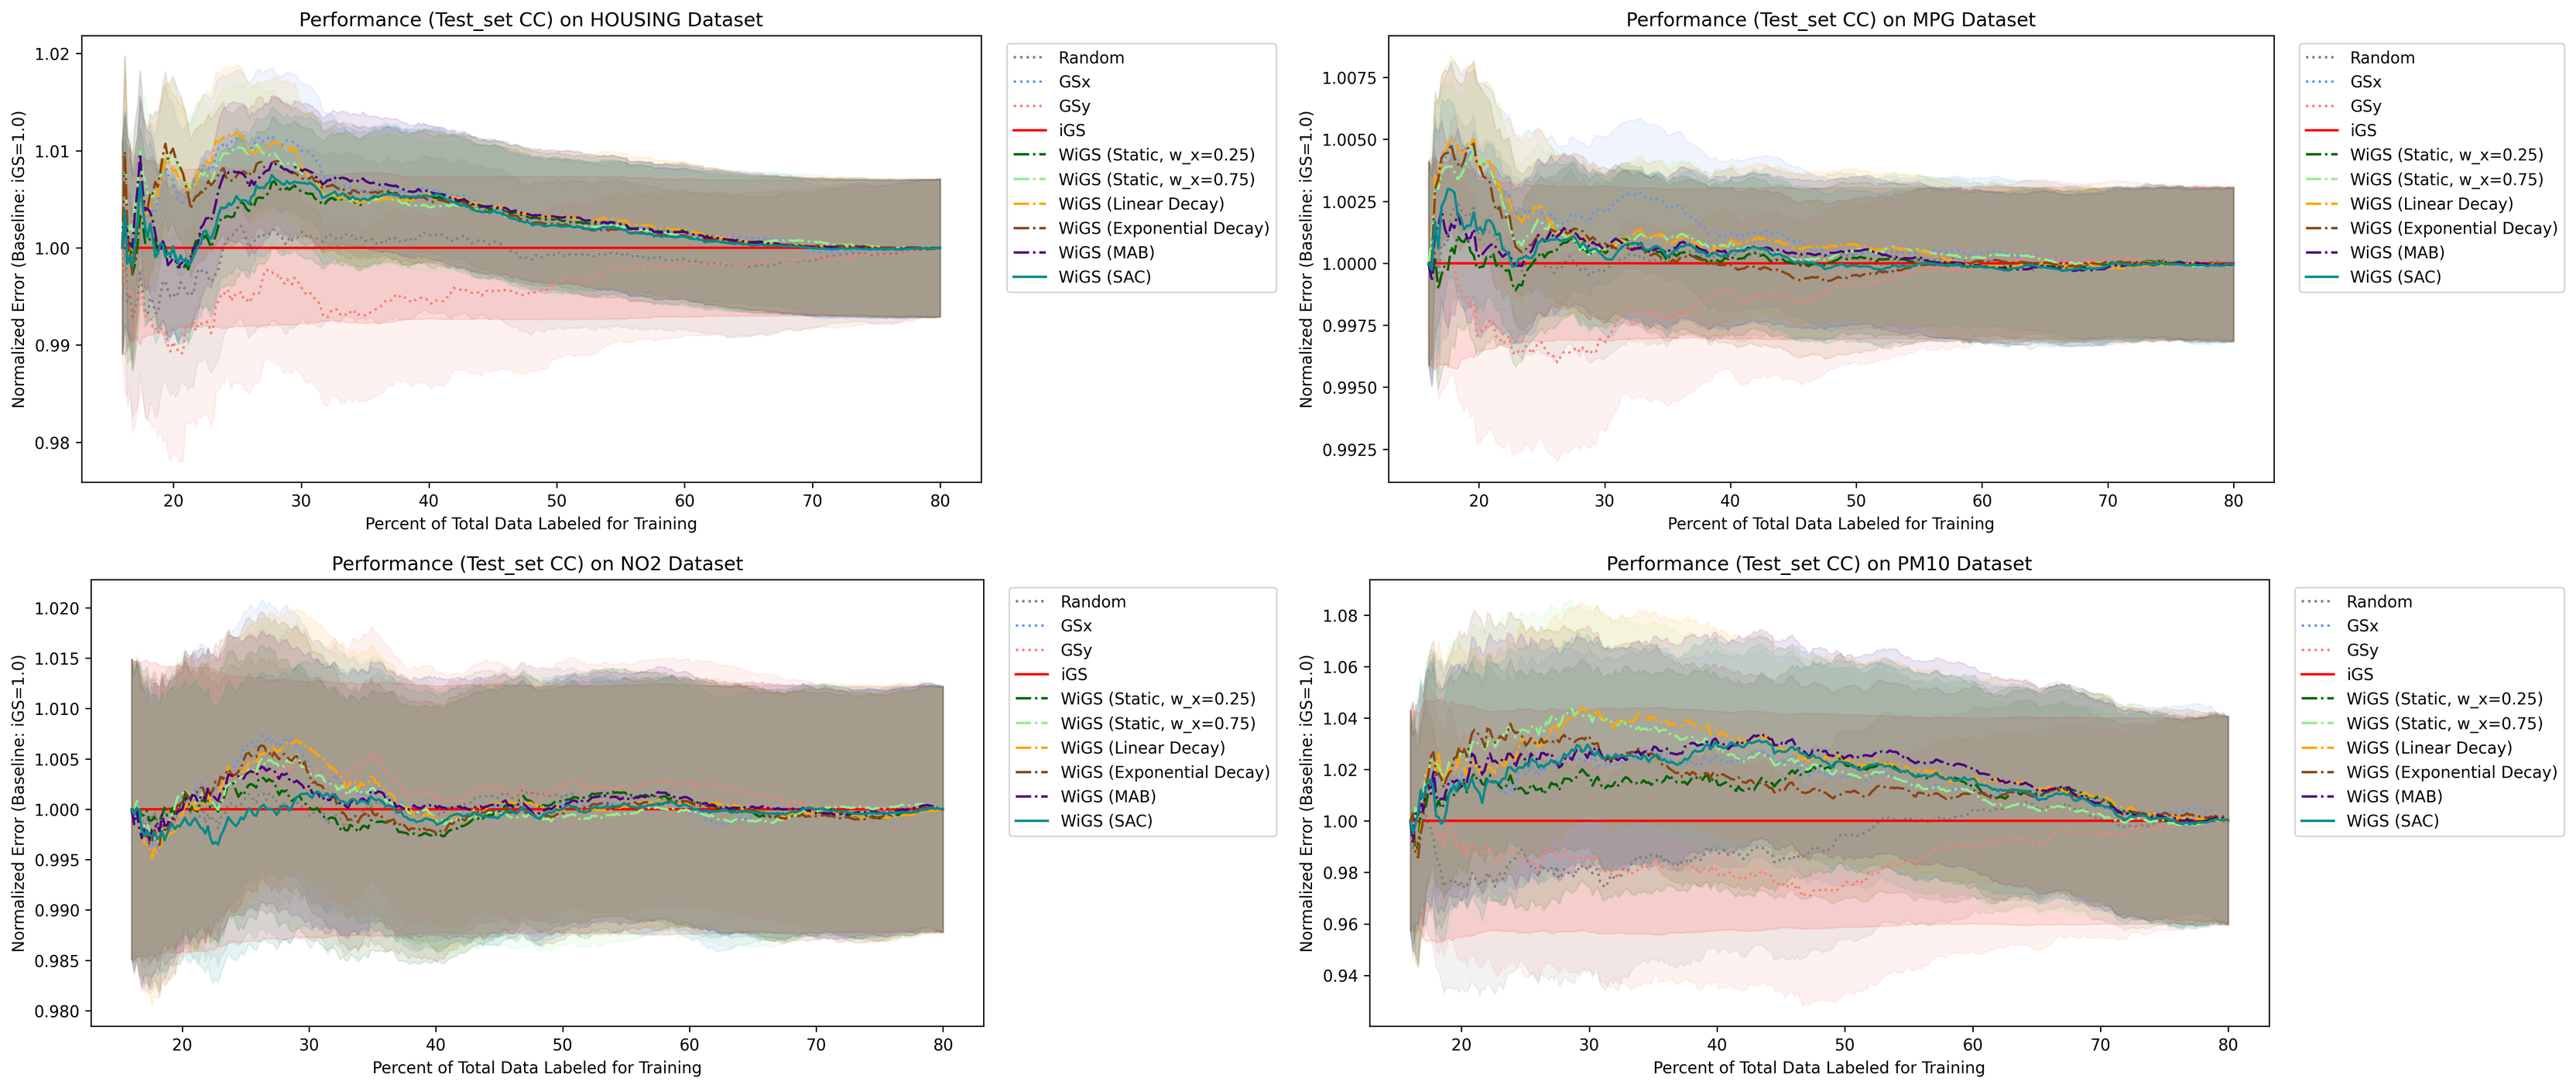 Performance (Test_set CC) on HOUSING Dataset
Normalized Error (Baseline: iGS=1.0)
1.02
1.01
1.00
0.99
0.98
20 30 40 50 60 70 80
Percent of Total Data Labeled for Training
Random
GSx
GSy
iGS
WiGS (Static, w_x=0.25)
WiGS (Static, w_x=0.75)
WiGS (Linear Decay)
WiGS (Exponential Decay)
WiGS (MAB)
WiGS (SAC)
Performance (Test_set CC) on MPG Dataset
Normalized Error (Baseline: iGS=1.0)
1.0075
1.0050
1.0025
1.0000
0.9975
0.9950
0.9925
20 30 40 50 60 70 80
Percent of Total Data Labeled for Training
Random
GSx
GSy
iGS
WiGS (Static, w_x=0.25)
WiGS (Static, w_x=0.75)
WiGS (Linear Decay)
WiGS (Exponential Decay)
WiGS (MAB)
WiGS (SAC)
Performance (Test_set CC) on NO2 Dataset
Normalized Error (Baseline: iGS=1.0)
1.020
1.015
1.010
1.005
1.000
0.995
0.990
0.985
0.980
20 30 40 50 60 70 80
Percent of Total Data Labeled for Training
Random
GSx
GSy
iGS
WiGS (Static, w_x=0.25)
WiGS (Static, w_x=0.75)
WiGS (Linear Decay)
WiGS (Exponential Decay)
WiGS (MAB)
WiGS (SAC)
Performance (Test_set CC) on PM10 Dataset
Normalized Error (Baseline: iGS=1.0)
1.08
1.06
1.04
1.02
1.00
0.98
0.96
0.94
20 30 40 50 60 70 80
Percent of Total Data Labeled for Training
Random
GSx
GSy
iGS
WiGS (Static, w_x=0.25)
WiGS (Static, w_x=0.75)
WiGS (Linear Decay)
WiGS (Exponential Decay)
WiGS (MAB)
WiGS (SAC)